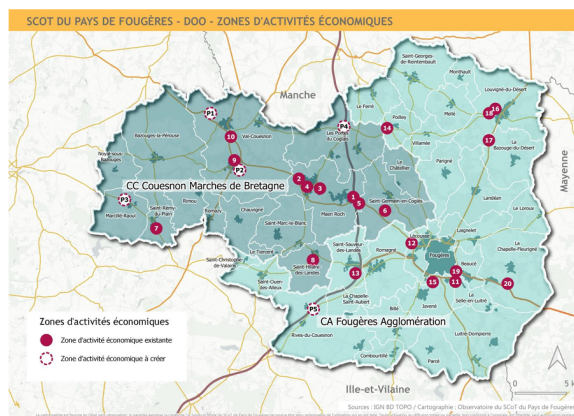 SCOT DU PAYS DE FOUGÈRES - DOO - ZONES D'ACTIVITÉS ÉCONOMIQUES
Saint-Georges-
de-Reintembault
Monthault
Louvigné-du-Désert
Manche
Le Ferré
Mellé
16
18
P1
P4
Poilley
14
Bazouges-la-Pérouse
10
Val-Couesnon
Les Portes
du Coglais
Villamée
17
La
Bazouge-du-Désert
Mayenne
Noyal-sous-
Bazouges
9
P2
Parigné
Le
Châtellier
2
4
3
CC Couesnon Marches de Bretagne
Landéan
P3
Rimou
1
5
Saint-Germain-en-Coglès
Le Loroux
Marcillé-Raoul
Saint-Rémy-
du-Plain
Romazy
Chauvigné
Maen Roch
6
7
Saint-Marc-le-Blanc
Lécousse
Laignelet
12
La
Chapelle-Fleurigné
Le Tiercent
Saint-Sauveur-
des-Landes
Romagné
Fougères
8
Saint-Christophe-
de-Valains
Saint-Hilaire-
des-Landes
13
Beaucé
19
15
11
20
Saint-Ouen-
des-Alleux
La Chapelle-
Saint-Aubert
Javené
La
Selle-en-Luitré
P5
Billé
Rives-du-Couesnon
CA Fougères Agglomération
Luitré-Dompierre
Combourtillé
Parcé
Zones d'activités économiques
Zone d'activité économique existante
Zone d'activité économique à créer
Ille-et-Vilaine
0
5 k
Sources : IGN BD TOPO / Cartographie : Observatoire du SCoT du Pays de Fougères